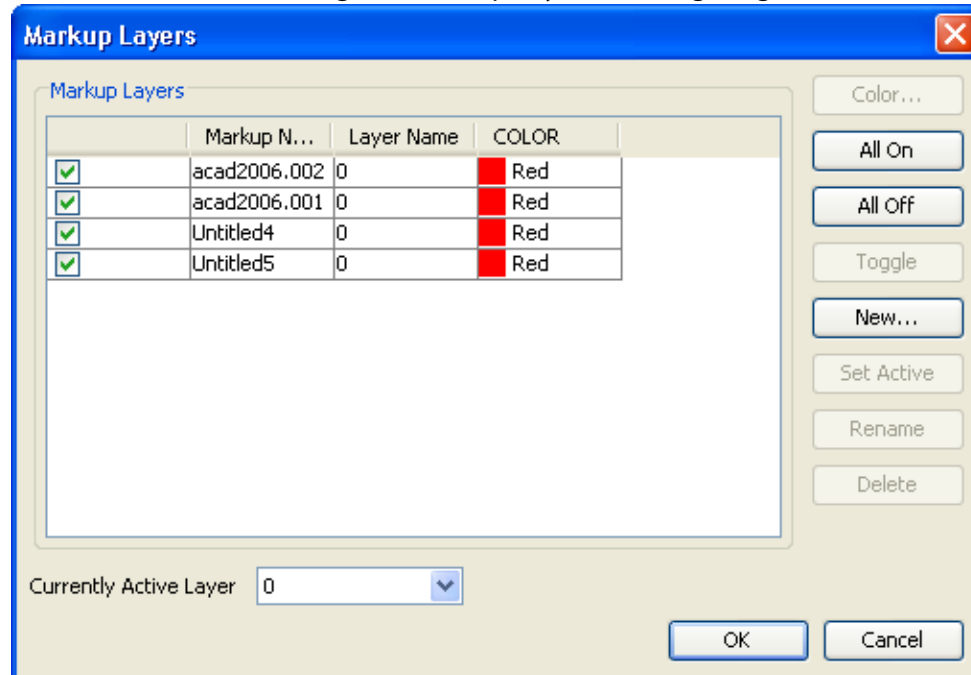 Markup Layers
Markup Layers
Markup N... Layer Name COLOR
acad2006.002 0 Red
acad2006.001 0 Red
Untitled4 0 Red
Untitled5 0 Red
Color...
All On
All Off
Toggle
New...
Set Active
Rename
Delete
Currently Active Layer 0
OK Cancel